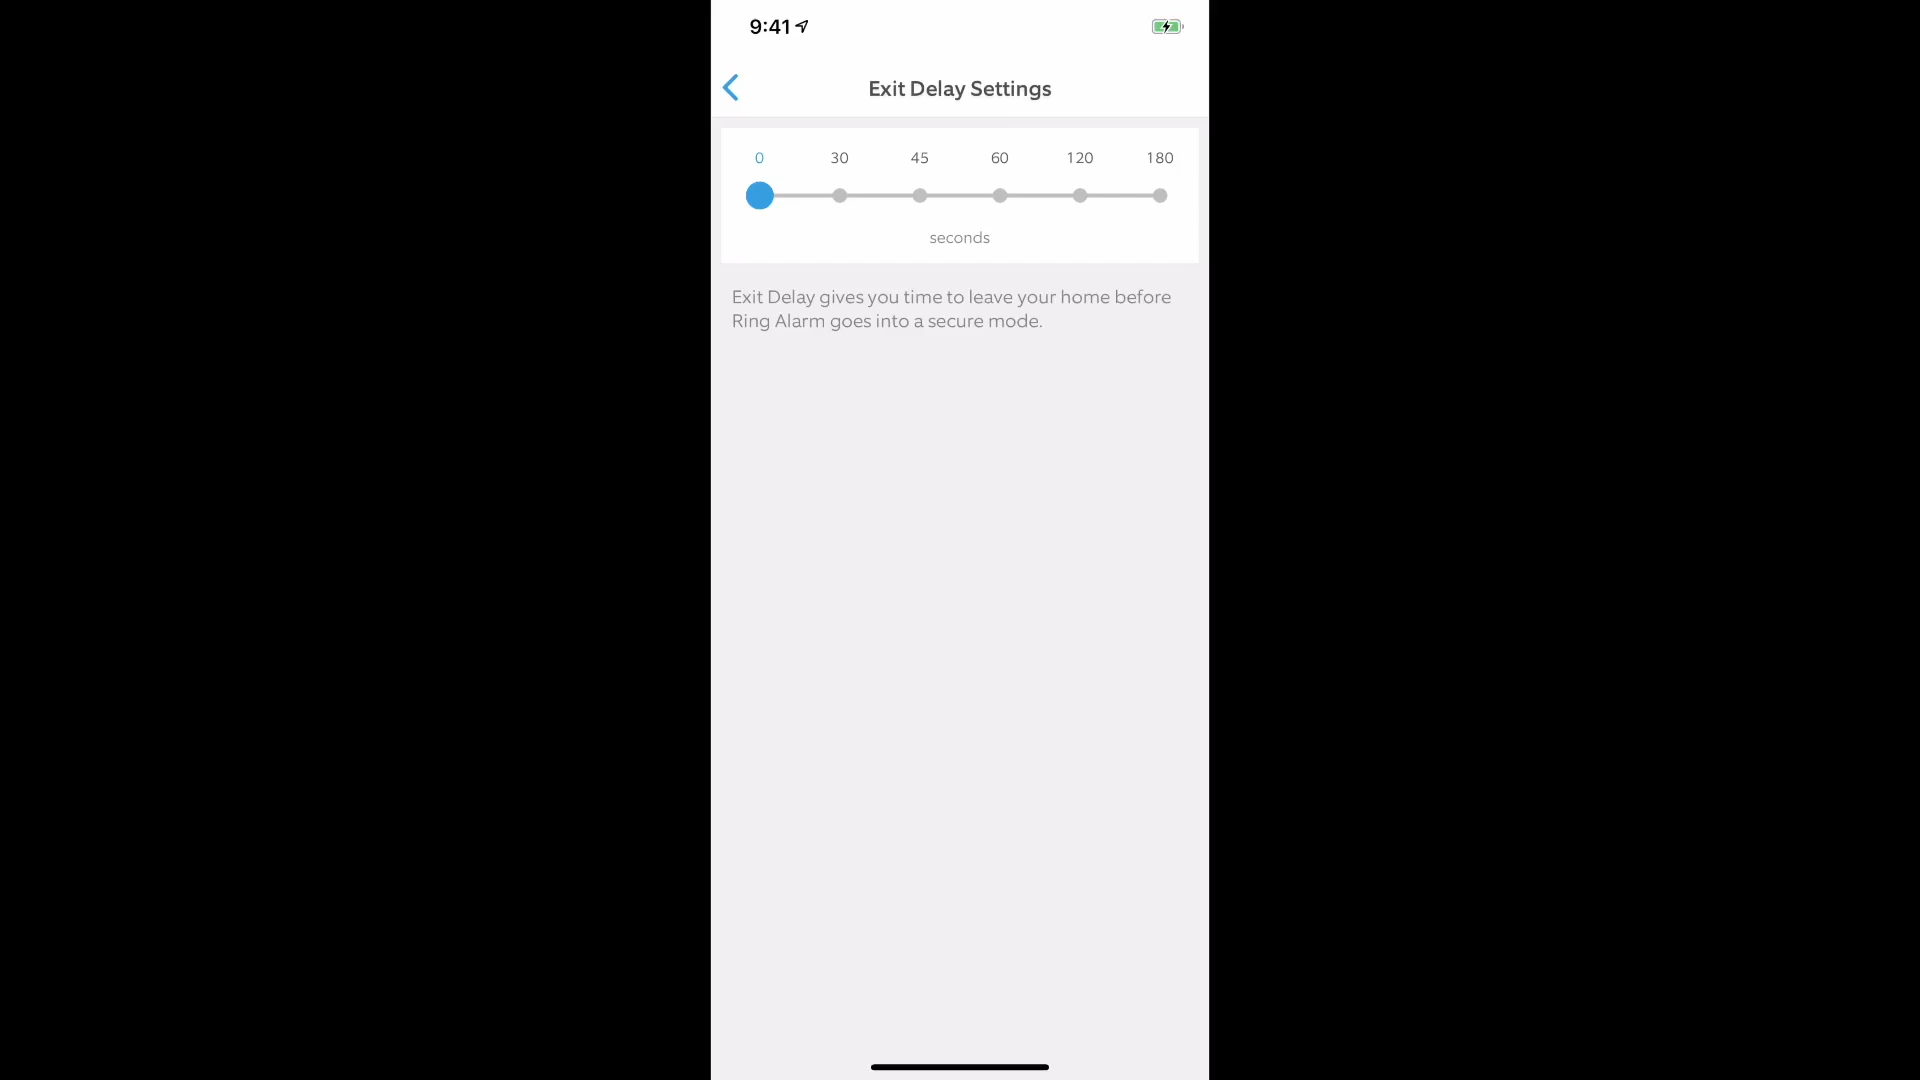 9:41
Exit Delay Settings
0 30 45 60 120 180
seconds
Exit Delay gives you time to leave your home before
Ring Alarm goes into a secure mode.